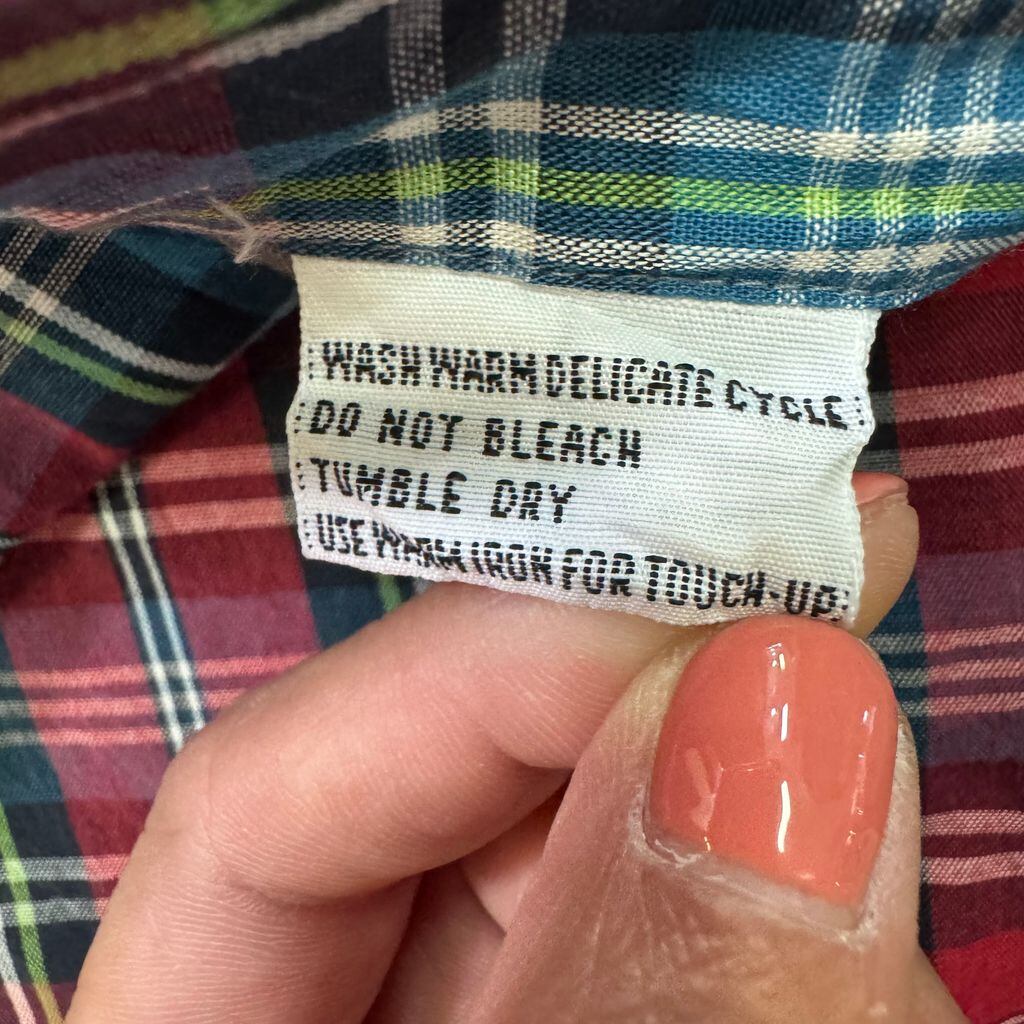 WASH WARM DELICATE CYCLE
DO NOT BLEACH
TUMBLE DRY
USE WARM IRON FOR TOUCH-UP